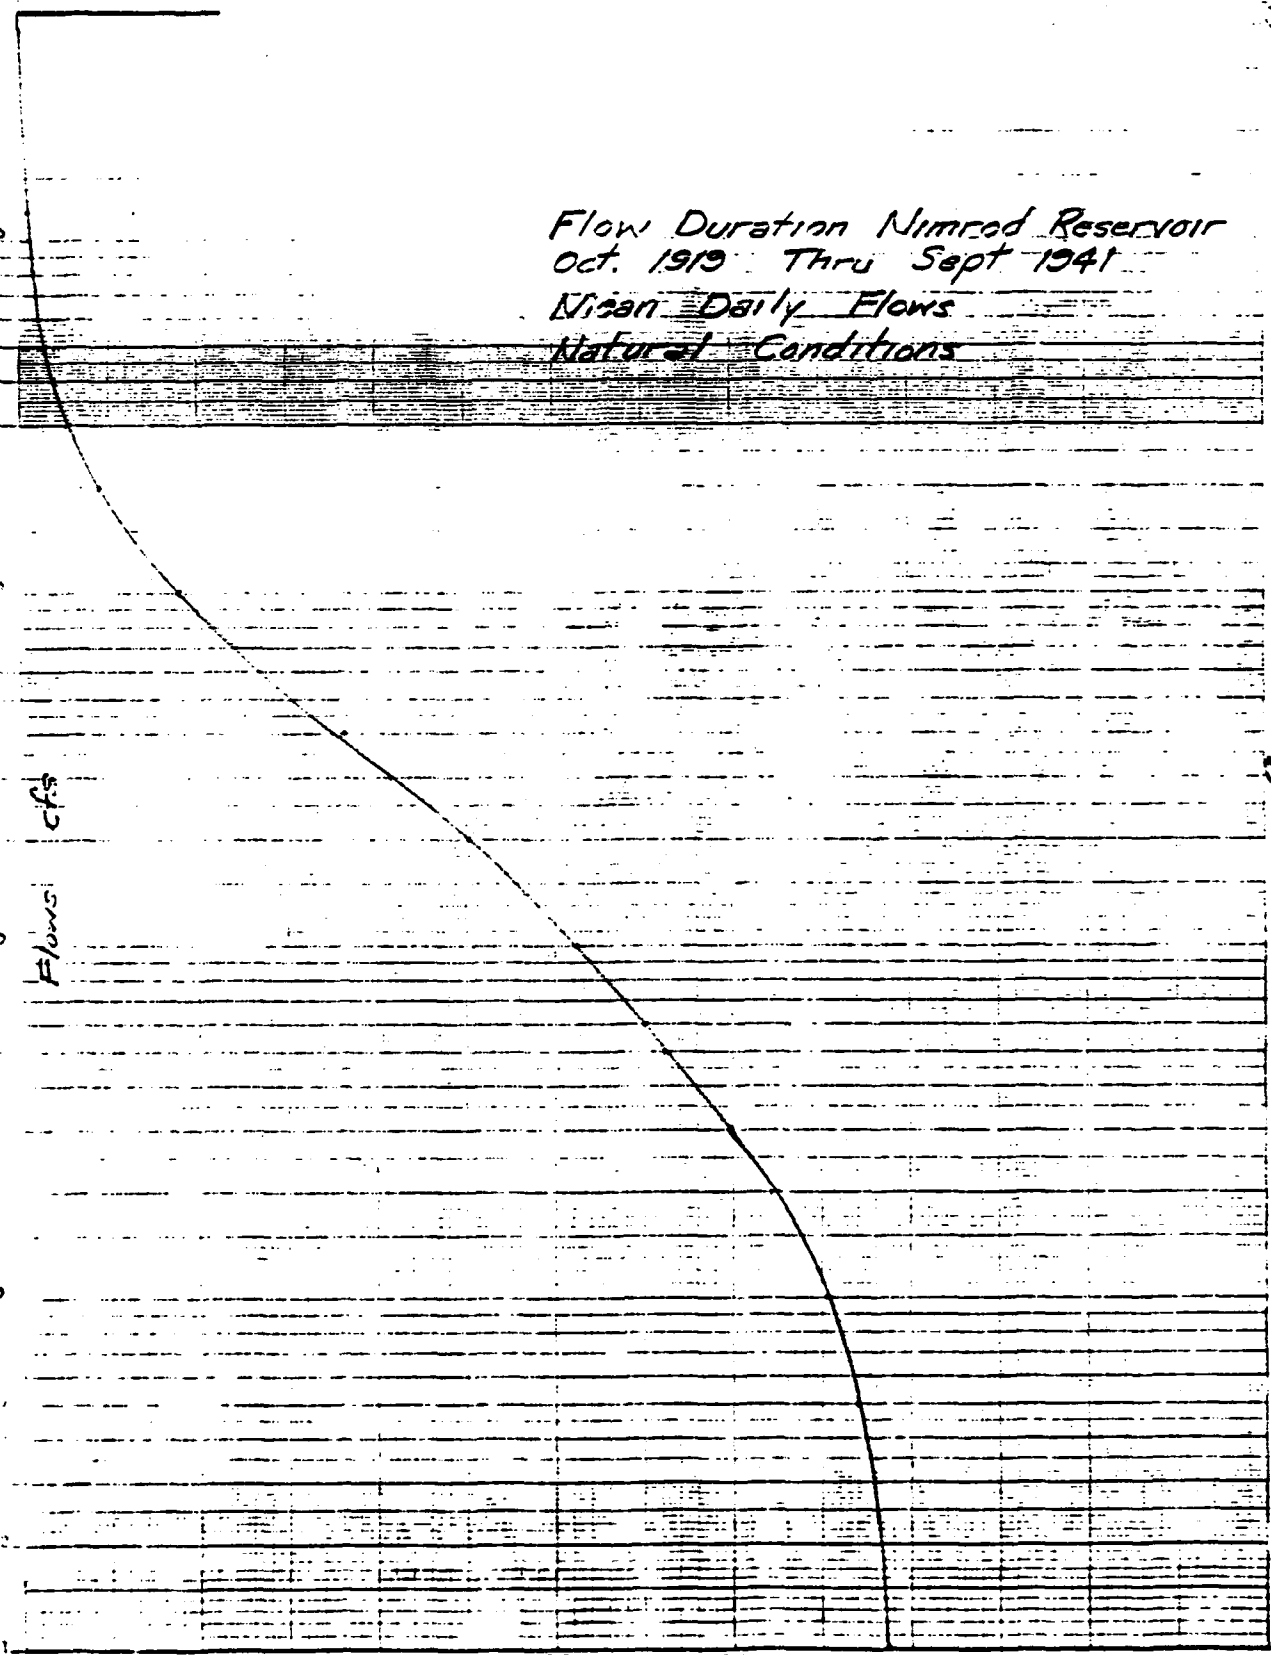 Flow Duration Nimrod Reservoir
Oct. 1919 Thru Sept 1941
Mean Daily Flows
Natural Conditions
Flows cfs